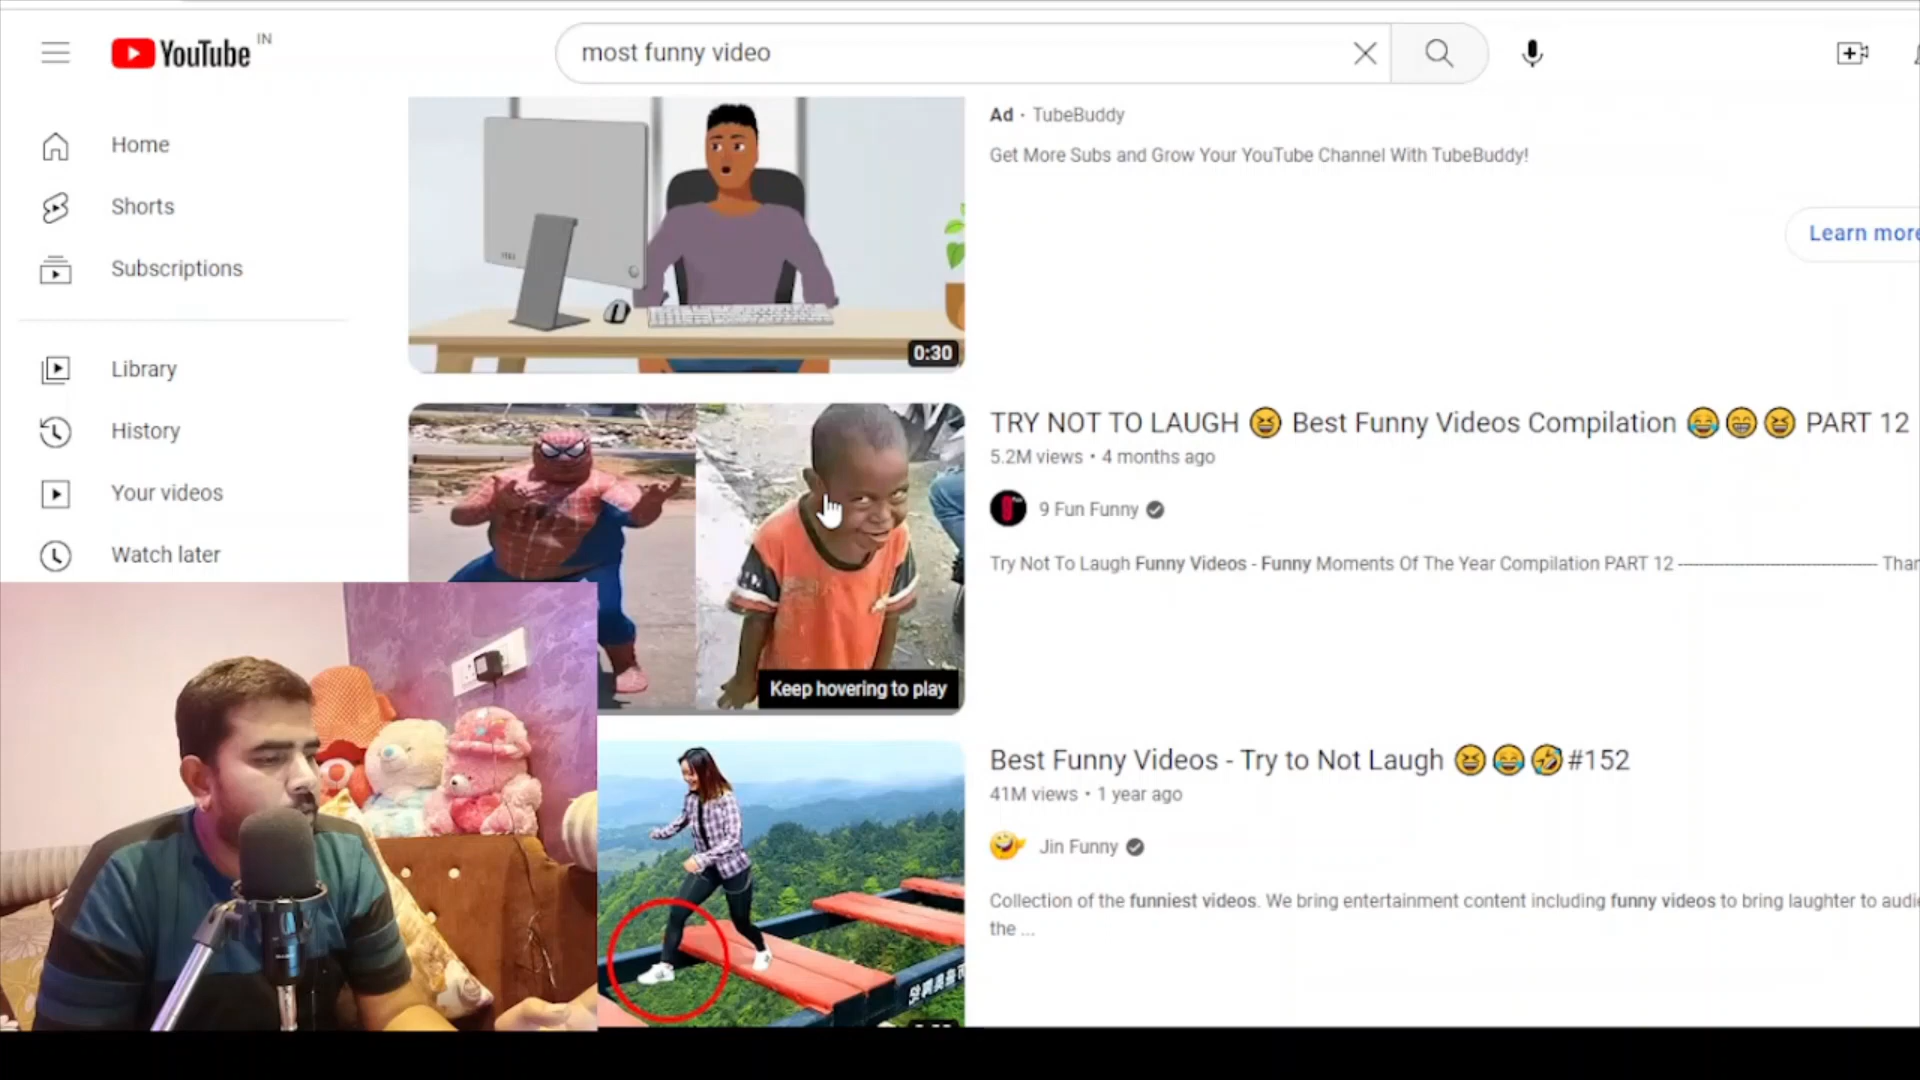 YouTube IN
most funny video
Home
Shorts
Subscriptions
Library
History
Your videos
Watch later
Ad · TubeBuddy
Get More Subs and Grow Your YouTube Channel With TubeBuddy!
Learn more
0:30
TRY NOT TO LAUGH 😆 Best Funny Videos Compilation 😂😁😆 PART 12
5.2M views • 4 months ago
9 Fun Funny
Try Not To Laugh Funny Videos - Funny Moments Of The Year Compilation PART 12 ------------------------------------ Than
Keep hovering to play
Best Funny Videos - Try to Not Laugh 😆😂🤣#152
41M views • 1 year ago
Jin Funny
Collection of the funniest videos. We bring entertainment content including funny videos to bring laughter to audie
the ...